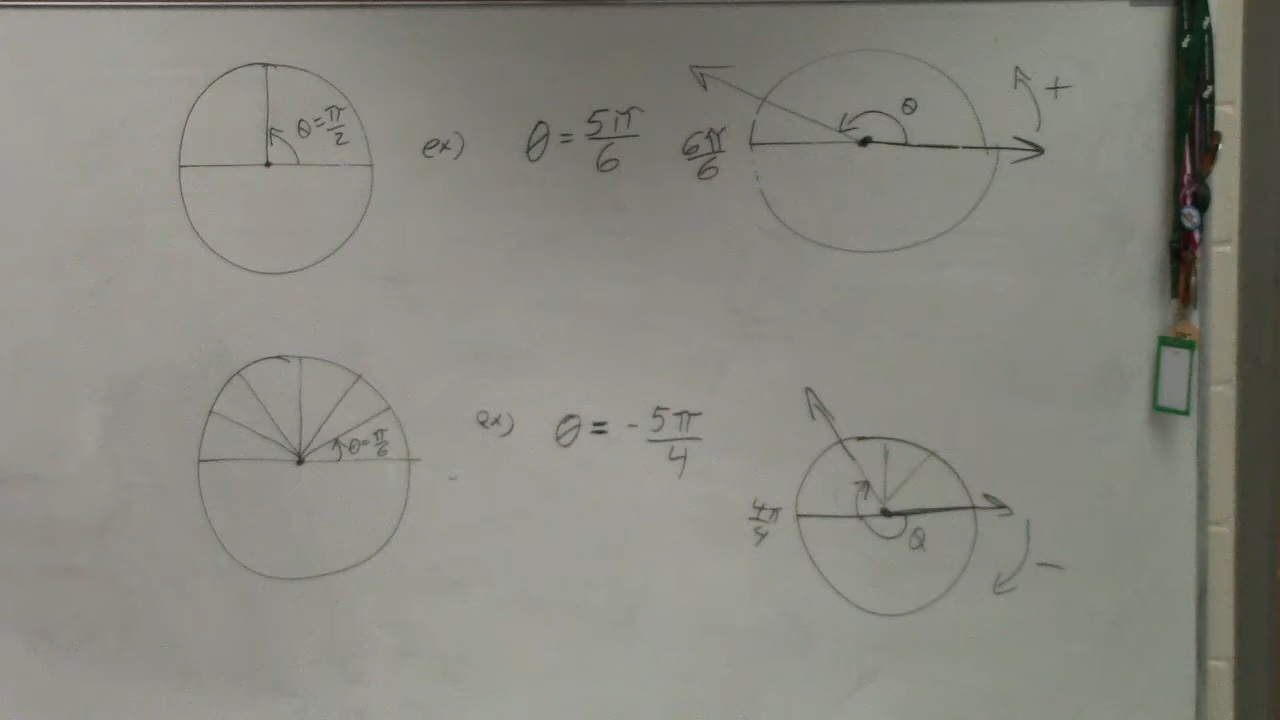 θ = π/2
ex) θ = 5π/6
6π/6
θ
+
θ = π/6
ex) θ = - 5π/4
4π/4
θ
−